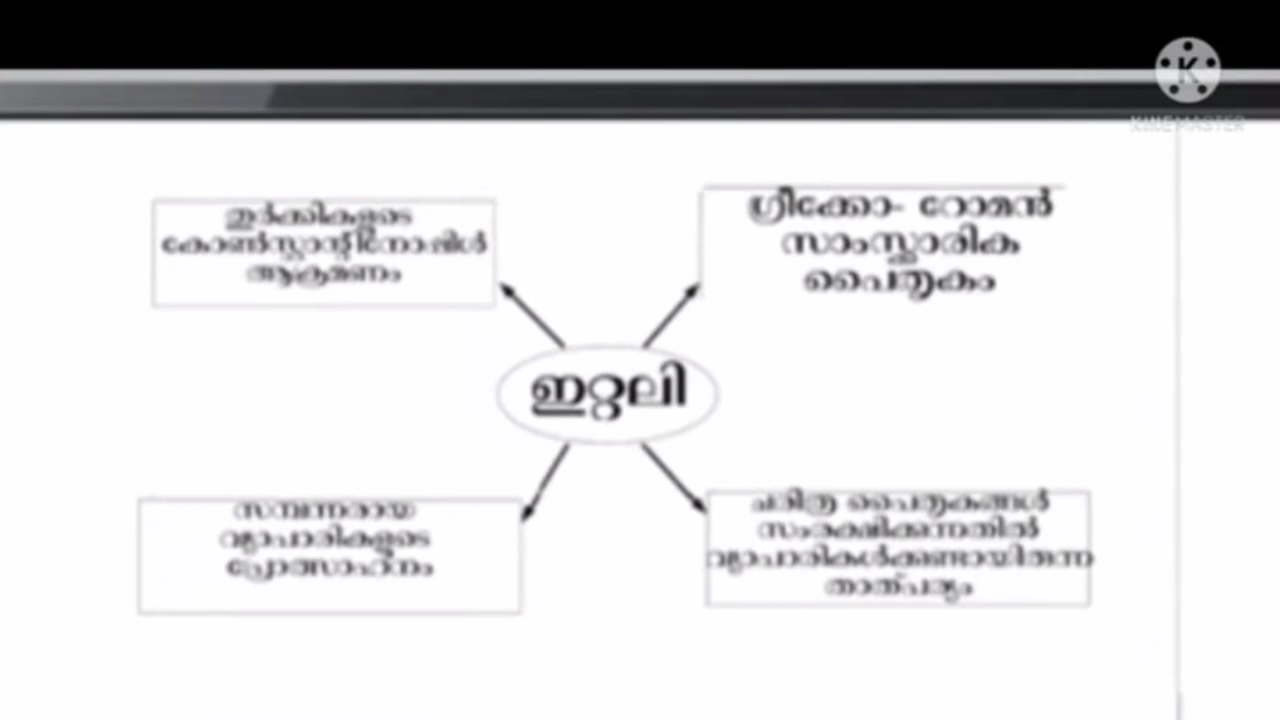 KINEMASTER
തുർക്കികളുടെ
കോൺസ്റ്റാന്റിനോപ്പിൾ
ആക്രമണം
ഗ്രീക്കോ- റോമൻ
സാംസ്കാരിക
പൈതൃകം
ഇറ്റലി
സമ്പന്നരായ
വ്യാപാരികളുടെ
പ്രോത്സാഹനം
ചരിത്ര പൈതൃകങ്ങൾ
സംരക്ഷിക്കുന്നതിൽ
വ്യാപാരികൾക്കുണ്ടായിരുന്ന
താത്പര്യം